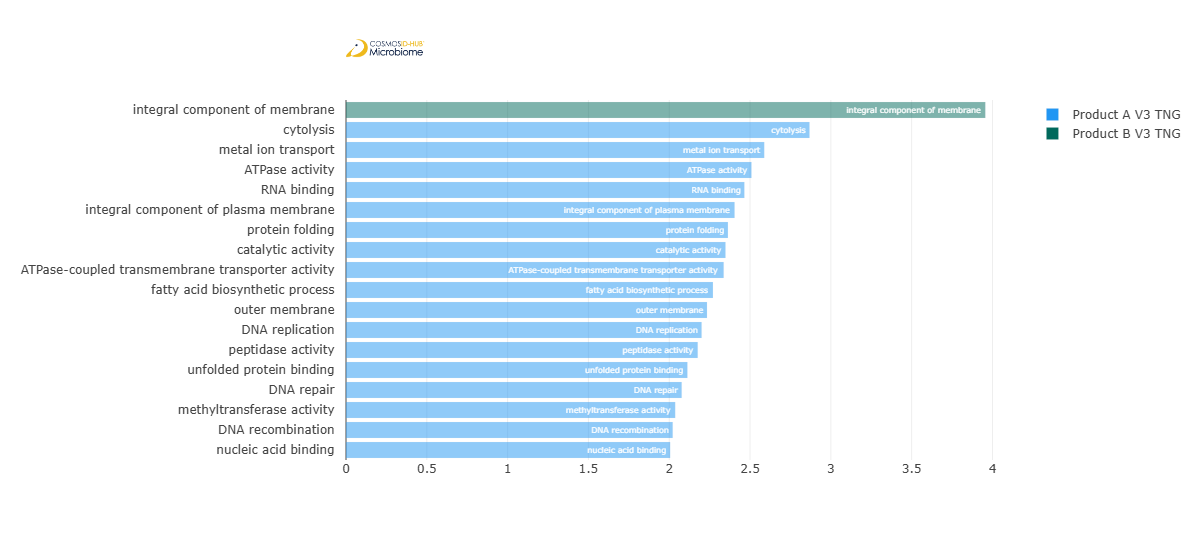 COSMOSID-HUB
Microbiome
integral component of membrane integral component of membrane
cytolysis cytolysis
metal ion transport metal ion transport
ATPase activity ATPase activity
RNA binding RNA binding
integral component of plasma membrane integral component of plasma membrane
protein folding protein folding
catalytic activity catalytic activity
ATPase-coupled transmembrane transporter activity ATPase-coupled transmembrane transporter activity
fatty acid biosynthetic process fatty acid biosynthetic process
outer membrane outer membrane
DNA replication DNA replication
peptidase activity peptidase activity
unfolded protein binding unfolded protein binding
DNA repair DNA repair
methyltransferase activity methyltransferase activity
DNA recombination DNA recombination
nucleic acid binding nucleic acid binding
0 0.5 1 1.5 2 2.5 3 3.5 4
Product A V3 TNG
Product B V3 TNG